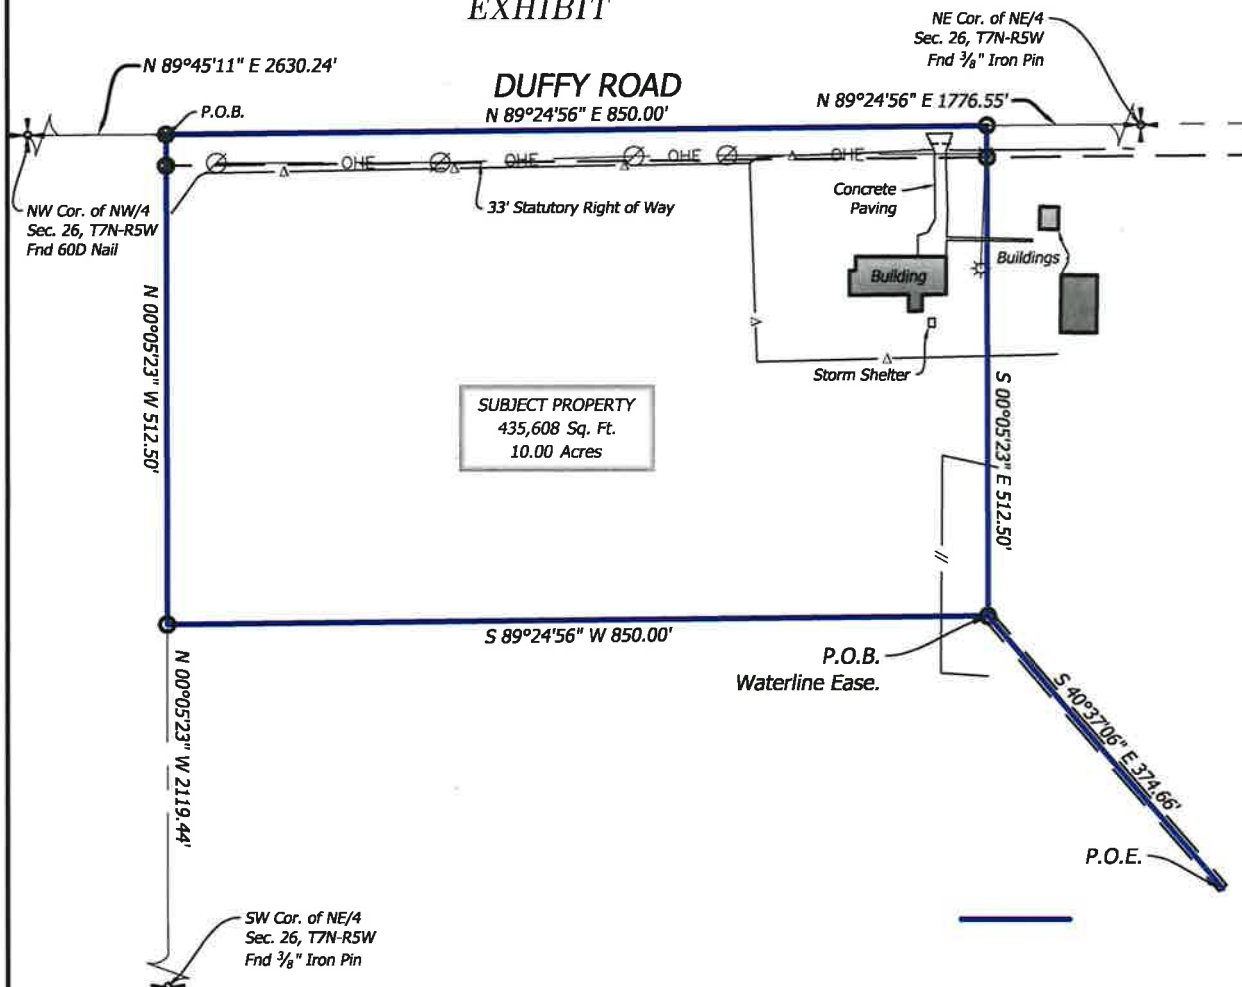 EXHIBIT
NE Cor. of NE/4
Sec. 26, T7N-R5W
Fnd 3/8" Iron Pin
N 89°45'11" E 2630.24'
DUFFY ROAD
N 89°24'56" E 850.00'
N 89°24'56" E 1776.55'
P.O.B.
OHE
OHE
OHE
OHE
33' Statutory Right of Way
Concrete
Paving
NW Cor. of NW/4
Sec. 26, T7N-R5W
Fnd 60D Nail
Building
Buildings
Storm Shelter
N 00°05'23" W 512.50'
S 00°05'23" E 512.50'
SUBJECT PROPERTY
435,608 Sq. Ft.
10.00 Acres
S 89°24'56" W 850.00'
P.O.B.
Waterline Ease.
N 00°05'23" W 2119.44'
S 40°37'06" E 374.66'
P.O.E.
SW Cor. of NE/4
Sec. 26, T7N-R5W
Fnd 3/8" Iron Pin